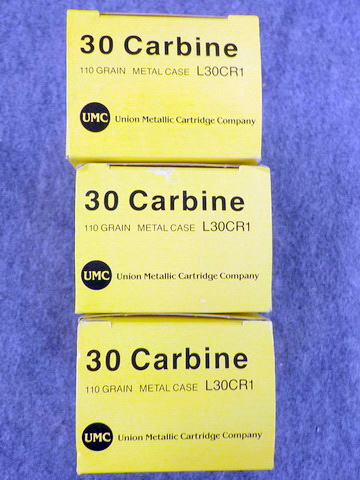 30 Carbine
110 GRAIN METAL CASE L30CR1
UMC Union Metallic Cartridge Company
30 Carbine
110 GRAIN METAL CASE L30CR1
UMC Union Metallic Cartridge Company
30 Carbine
110 GRAIN METAL CASE L30CR1
UMC Union Metallic Cartridge Company